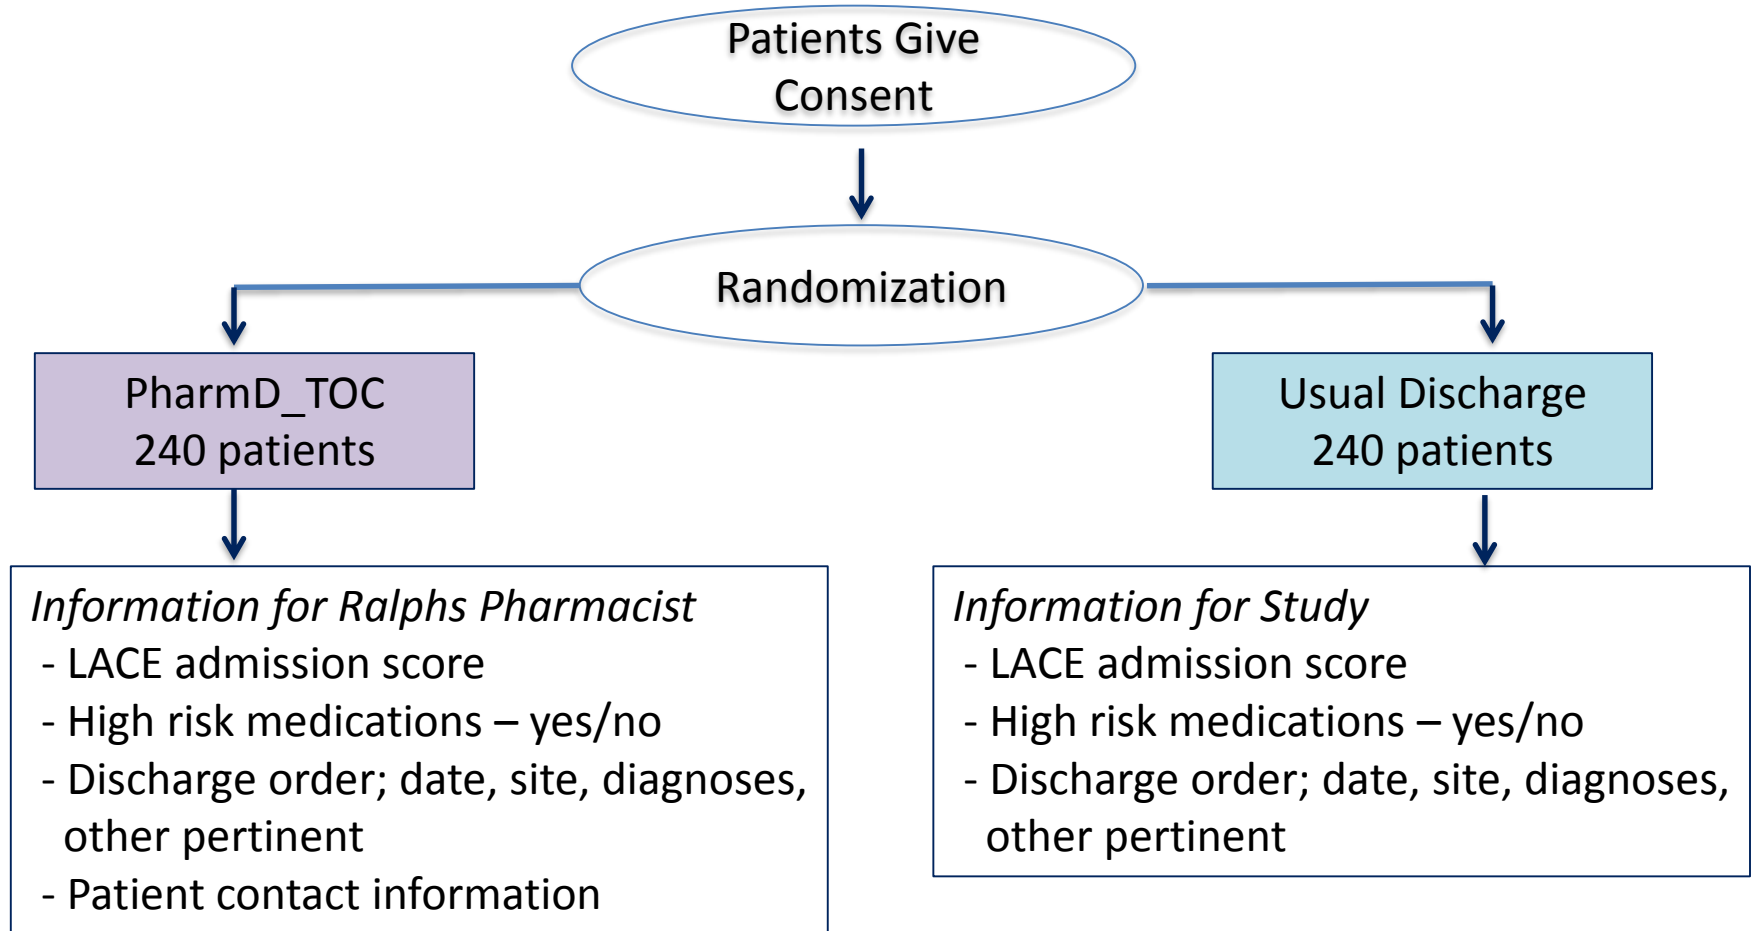 Patients Give
Consent
Randomization
PharmD_TOC
240 patients
Usual Discharge
240 patients
Information for Ralphs Pharmacist
- LACE admission score
- High risk medications – yes/no
- Discharge order; date, site, diagnoses,
other pertinent
- Patient contact information
Information for Study
- LACE admission score
- High risk medications – yes/no
- Discharge order; date, site, diagnoses,
other pertinent